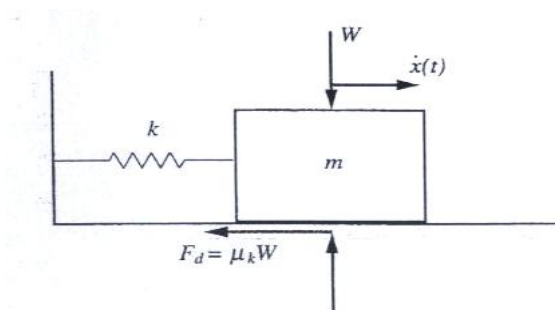 W
ẋ(t)
k
m
F_d = μ_k W